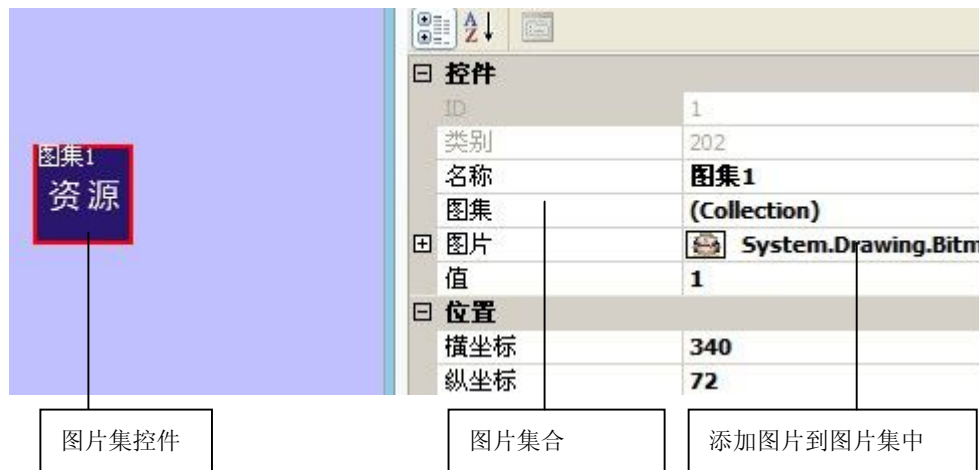 图集1
资源
控件
ID 1
类别 202
名称 图集1
图集 (Collection)
图片 System.Drawing.Bitm
值 1
位置
横坐标 340
纵坐标 72
图片集控件
图片集合
添加图片到图片集中